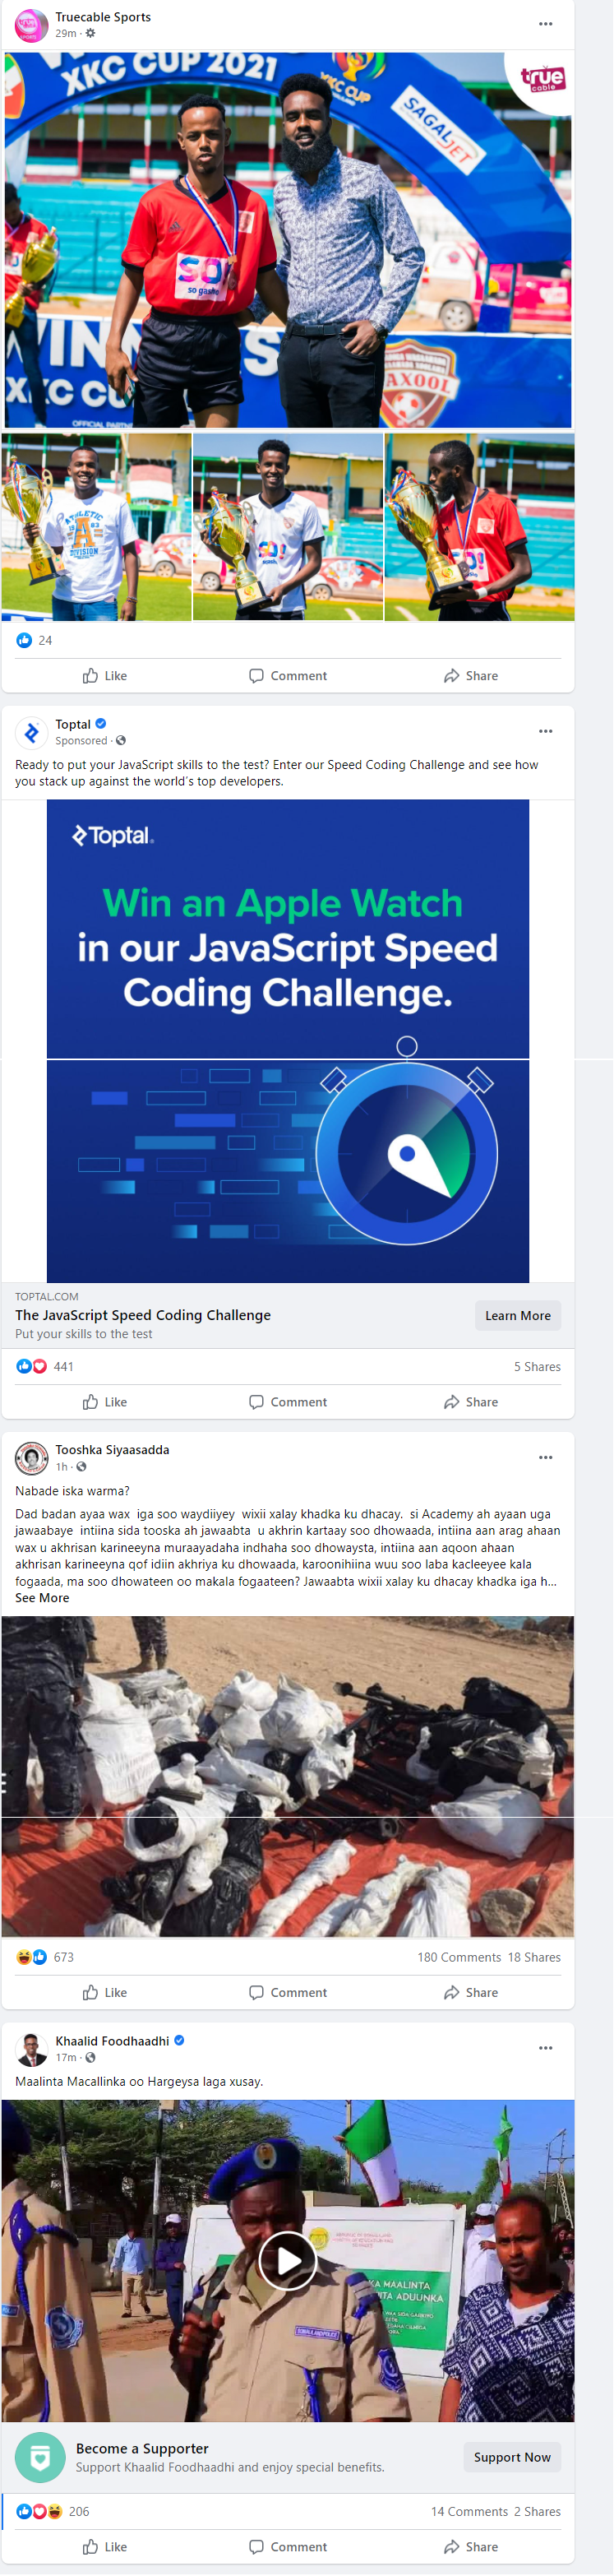 Truecable Sports
29m
XKC CUP 2021
XKC CUP
true
cable
SAGALJET
SO!
so gasho
WINNERS
XKC CU
AXOOL
OFFICIAL PARTN
ATHLETIC
A
DIVISION
SO!
24
Like Comment Share
Toptal
Sponsored
Ready to put your JavaScript skills to the test? Enter our Speed Coding Challenge and see how
you stack up against the world's top developers.
Toptal
Win an Apple Watch
in our JavaScript Speed
Coding Challenge.
TOPTAL.COM
The JavaScript Speed Coding Challenge
Put your skills to the test
Learn More
441 5 Shares
Like Comment Share
Tooshka Siyaasadda
1h
Nabade iska warma?
Dad badan ayaa wax iga soo waydiiyey wixii xalay khadka ku dhacay. si Academy ah ayaan uga
jawaabaye intiina sida tooska ah jawaabta u akhrin kartaay soo dhowaada, intiina aan arag ahaan
wax u akhrisan karineeyna muraayadaha indhaha soo dhowaysta, intiina aan aqoon ahaan
akhrisan karineeyna qof idiin akhriya ku dhowaada, karoonihiina wuu soo laba kacleeyee kala
fogaada, ma soo dhowateen oo makala fogaateen? Jawaabta wixii xalay ku dhacay khadka iga h...
See More
673 180 Comments 18 Shares
Like Comment Share
Khaalid Foodhaadhi
17m
Maalinta Macallinka oo Hargeysa laga xusay.
KA MAALINTA
ADUUNKA
Become a Supporter
Support Khaalid Foodhaadhi and enjoy special benefits.
Support Now
206 14 Comments 2 Shares
Like Comment Share